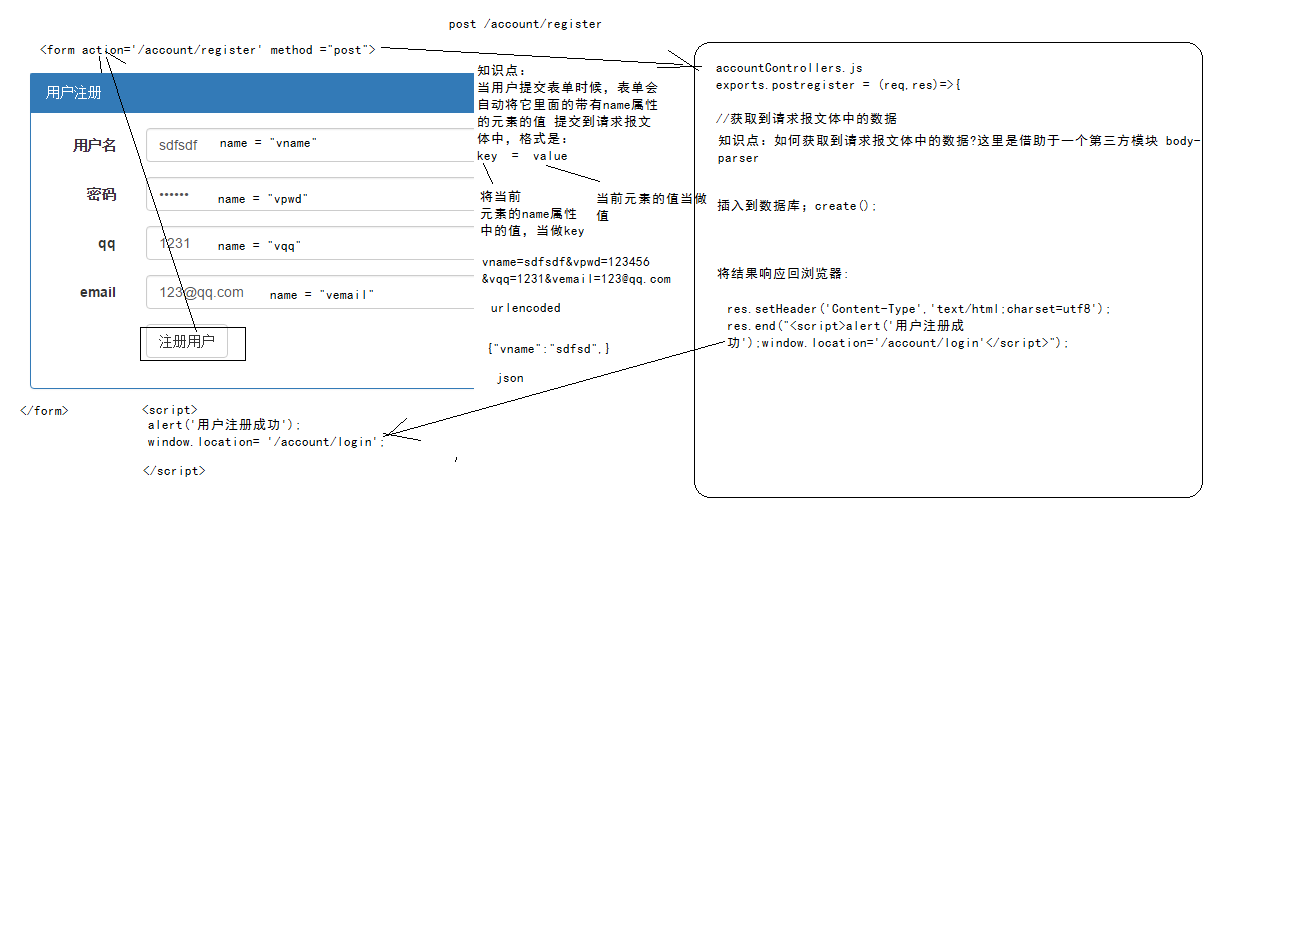 post /account/register
<form action='/account/register' method ="post">
用户注册
用户名
sdfsdf
name = "vname"
密码
••••••
name = "vpwd"
qq
1231
name = "vqq"
email
123@qq.com
name = "vemail"
注册用户
</form>
<script>
alert('用户注册成功');
window.location= '/account/login';
</script>
知识点:
当用户提交表单时候, 表单会
自动将它里面的带有name属性
的元素的值 提交到请求报文
体中, 格式是:
key = value
将当前
元素的name属性
中的值, 当做key
当前元素的值当做
值
vname=sdfsdf&vpwd=123456
&vqq=1231&vemail=123@qq.com
urlencoded
{"vname":"sdfsd",}
json
accountControllers.js
exports.postregister = (req,res)=>{
//获取到请求报文体中的数据
知识点: 如何获取到请求报文体中的数据?这里是借助于一个第三方模块 body-
parser
插入到数据库; create();
将结果响应回浏览器:
res.setHeader('Content-Type','text/html;charset=utf8');
res.end("<script>alert('用户注册成
功');window.location='/account/login'</script>");